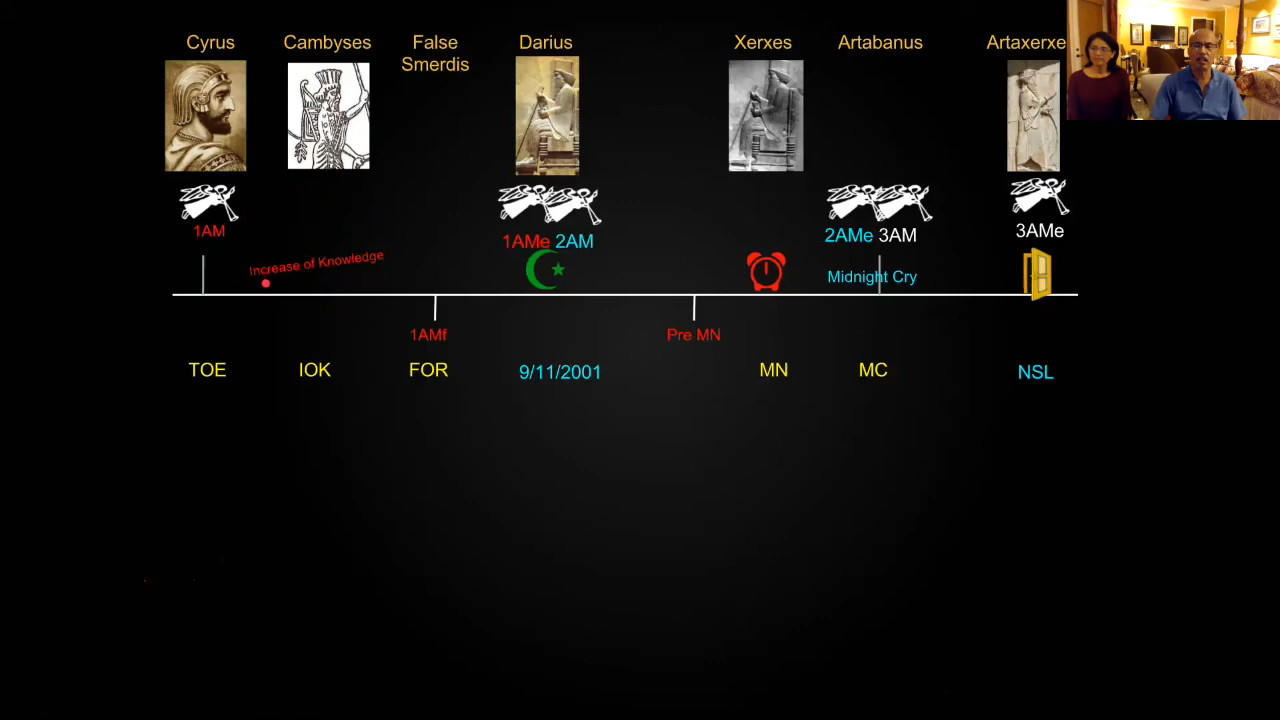 Cyrus
Cambyses
False
Smerdis
Darius
Xerxes
Artabanus
Artaxerxe
1AM
1AMe 2AM
2AMe 3AM
3AMe
Increase of Knowledge
Midnight Cry
1AMf
Pre MN
TOE
IOK
FOR
9/11/2001
MN
MC
NSL